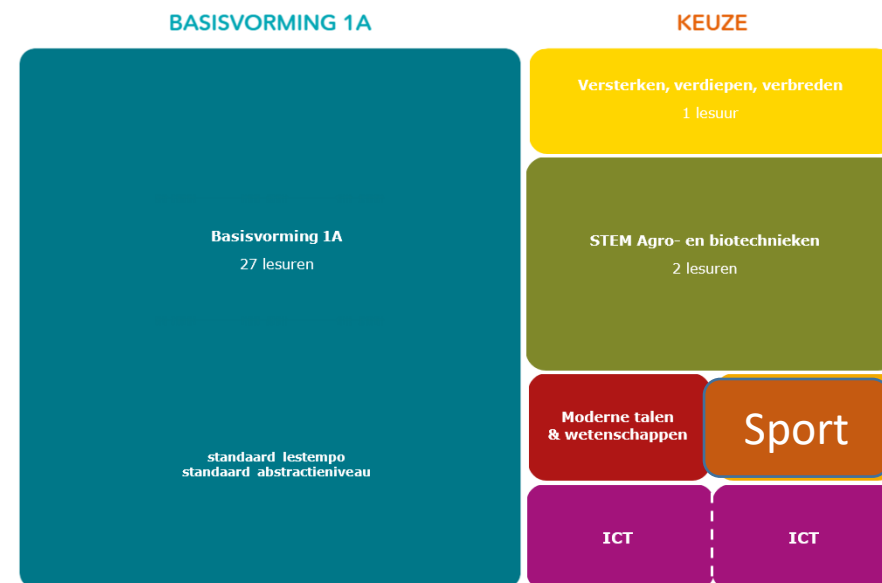 BASISVORMING 1A
KEUZE
Basisvorming 1A
27 lesuren
standaard lestempo
standaard abstractieniveau
Versterken, verdiepen, verbreden
1 lesuur
STEM Agro- en biotechnieken
2 lesuren
Moderne talen
& wetenschappen
Sport
ICT
ICT